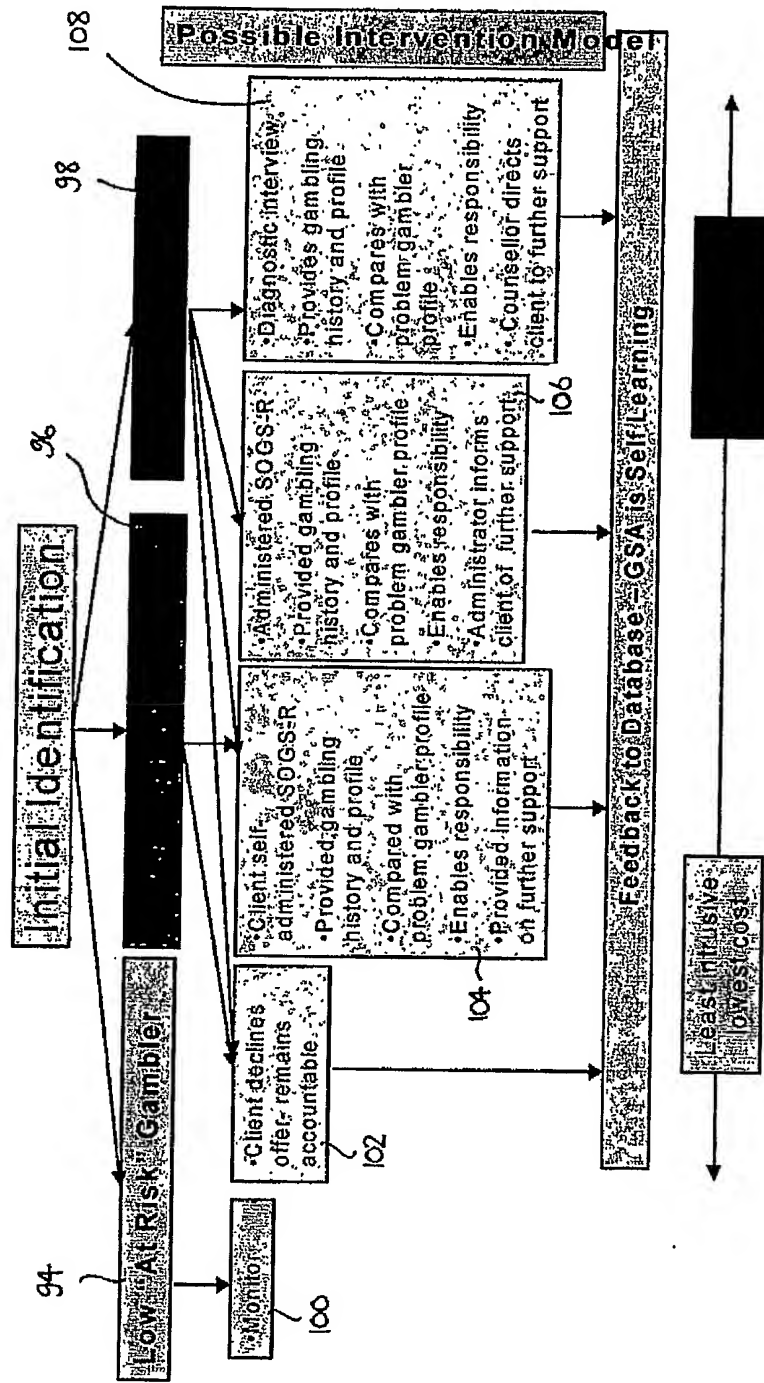 Possible Intervention Model
Initial Identification
94
96
98
Low "At Risk" Gambler
•Monitor
100
•Client declines
offer- remains
accountable
102
•Client self-
administered SOGS-R
•Provided gambling
history and profile
•Compared with
problem gambler profile
•Enables responsibility
•Provided information
on further support
104
•Administered SOGS-R
•Provided gambling
history and profile
•Compares with
problem gambler profile
•Enables responsibility
•Administrator informs
client of further support
106
•Diagnostic interview
•Provides gambling
history and profile
•Compares with
problem gambler
profile
•Enables responsibility
•Counsellor directs
client to further support
108
Feedback to Database – GSA is Self Learning
Least intrusive
lowest cost